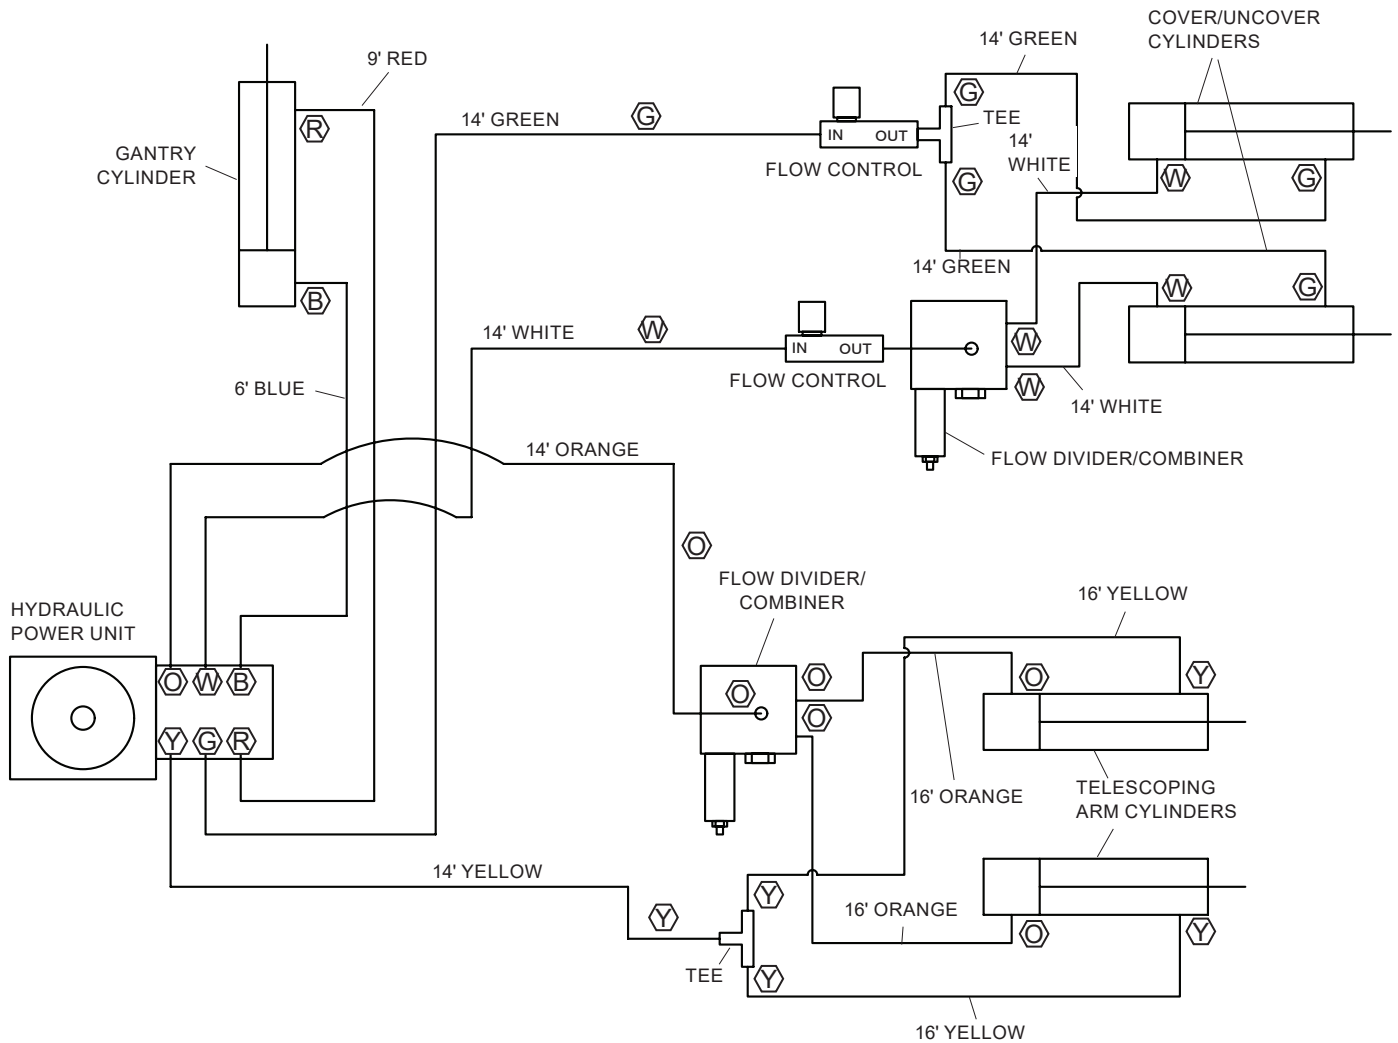 COVER/UNCOVER
CYLINDERS
14' GREEN
9' RED
G
14' GREEN
G
TEE
R
IN OUT
14'
WHITE
GANTRY
CYLINDER
FLOW CONTROL
G
W
G
14' GREEN
B
W
G
14' WHITE
W
IN OUT
W
FLOW CONTROL
W
6' BLUE
14' WHITE
14' ORANGE
FLOW DIVIDER/COMBINER
O
FLOW DIVIDER/
COMBINER
16' YELLOW
HYDRAULIC
POWER UNIT
O W B
O
O
O
O
Y
Y G R
16' ORANGE
TELESCOPING
ARM CYLINDERS
14' YELLOW
Y
Y
16' ORANGE
O
Y
TEE
Y
16' YELLOW